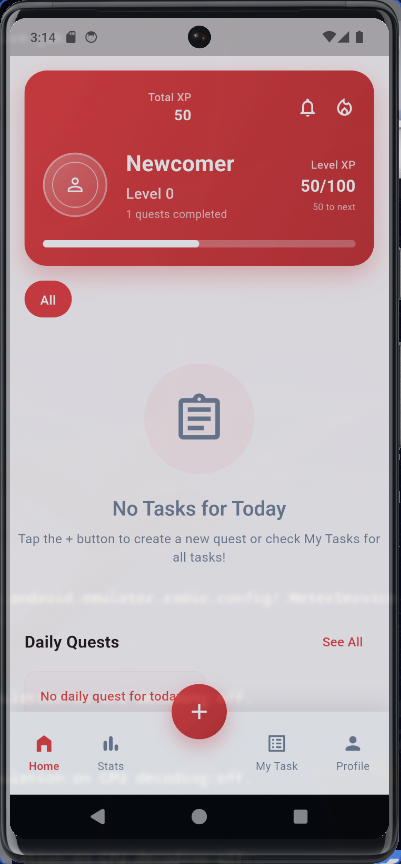 3:14
Total XP
50
Newcomer
Level 0
1 quests completed
Level XP
50/100
50 to next
All
No Tasks for Today
Tap the + button to create a new quest or check My Tasks for
all tasks!
Daily Quests
See All
No daily quest for today
+
Home
Stats
My Task
Profile